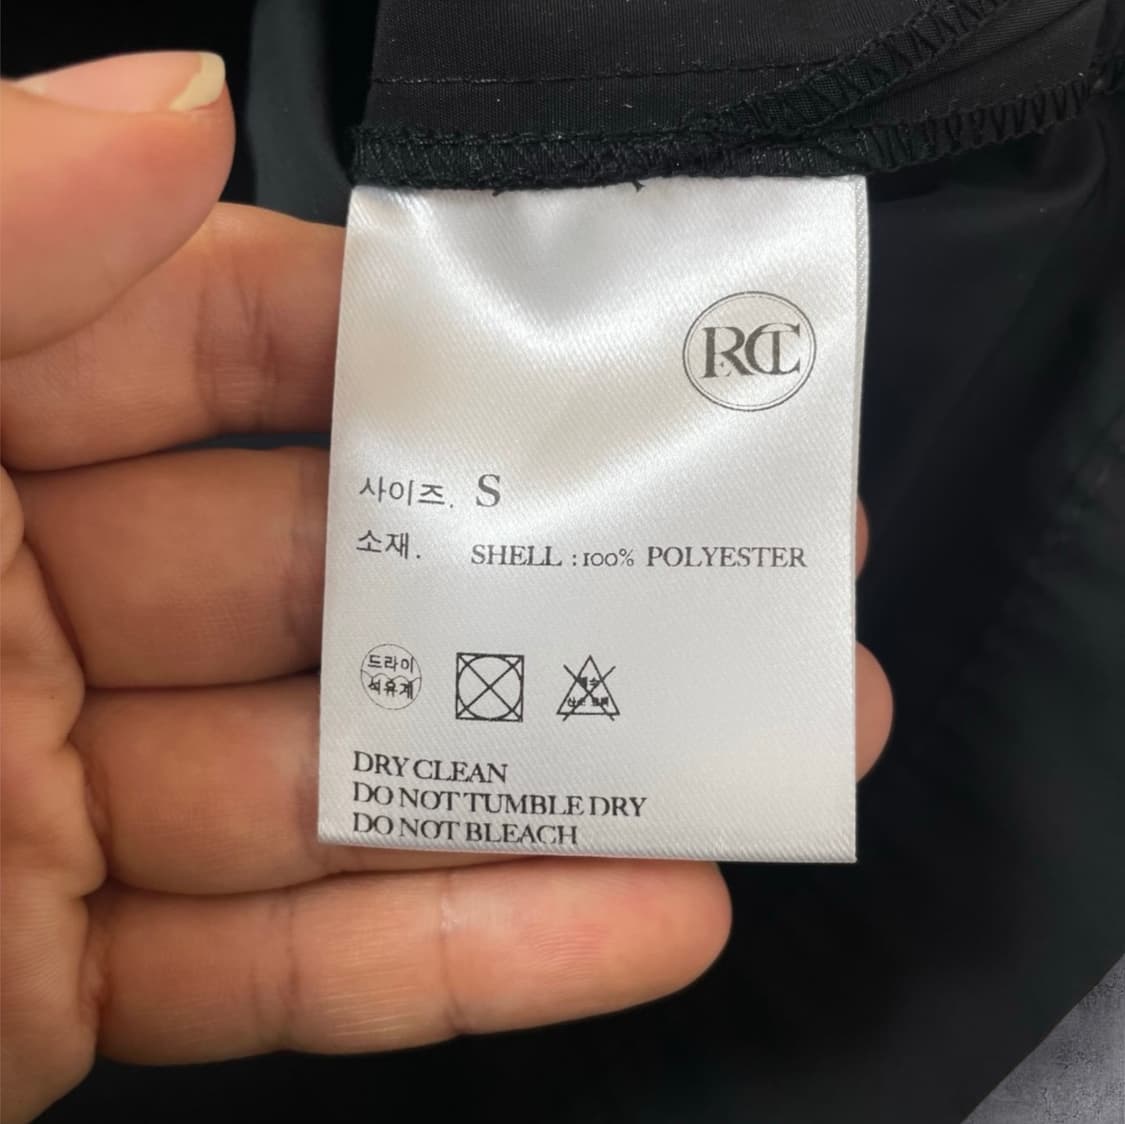 RCT
사이즈. S
소재. SHELL : 100% POLYESTER
드라이
석유계
DRY CLEAN
DO NOT TUMBLE DRY
DO NOT BLEACH